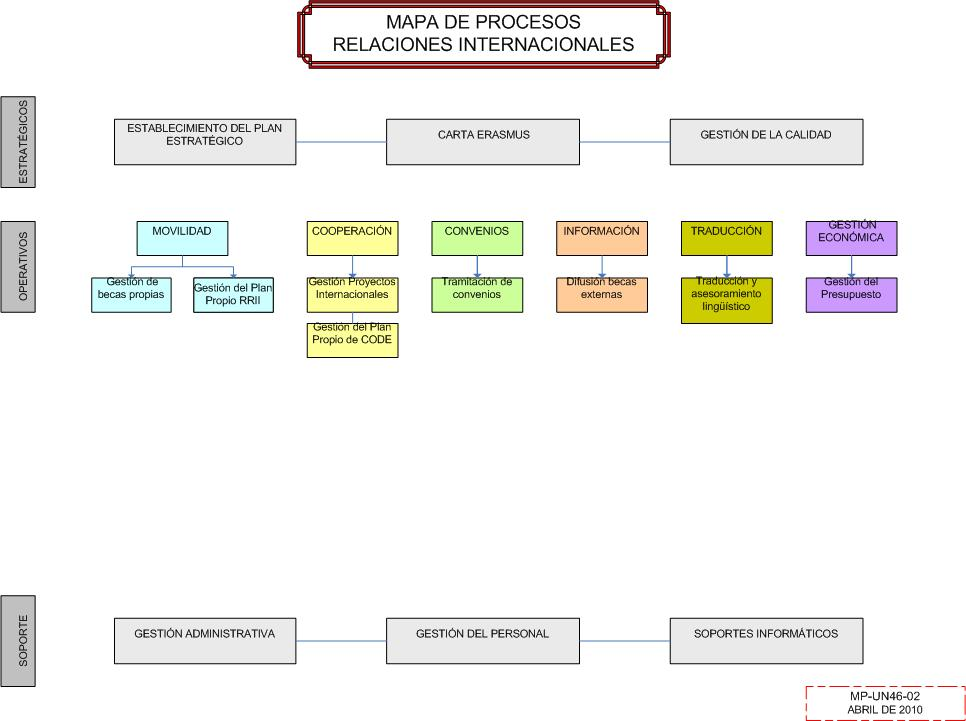 MAPA DE PROCESOS
RELACIONES INTERNACIONALES
ESTRATÉGICOS
ESTABLECIMIENTO DEL PLAN
ESTRATÉGICO
CARTA ERASMUS
GESTIÓN DE LA CALIDAD
OPERATIVOS
MOVILIDAD
COOPERACIÓN
CONVENIOS
INFORMACIÓN
TRADUCCIÓN
GESTIÓN
ECONÓMICA
Gestión de
becas propias
Gestión del Plan
Propio RRII
Gestión Proyectos
Internacionales
Tramitación de
convenios
Difusión becas
externas
Traducción y
asesoramiento
lingüístico
Gestión del
Presupuesto
Gestión del Plan
Propio de CODE
SOPORTE
GESTIÓN ADMINISTRATIVA
GESTIÓN DEL PERSONAL
SOPORTES INFORMÁTICOS
MP-UN46-02
ABRIL DE 2010